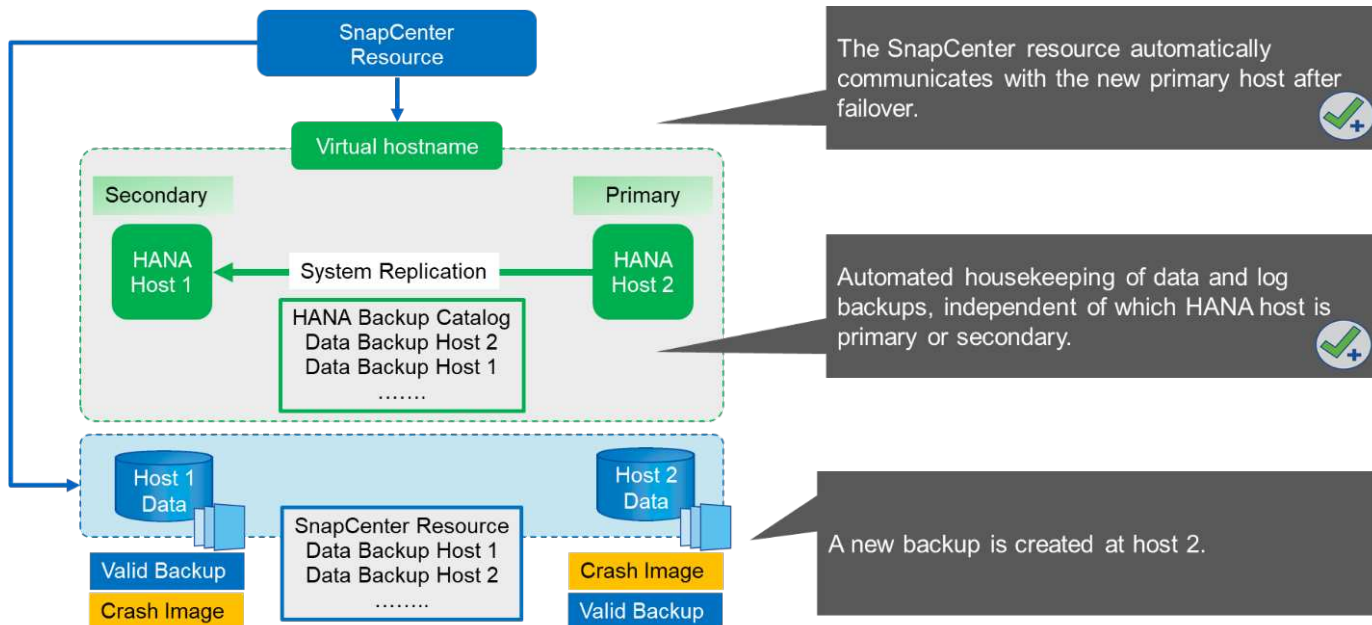 SnapCenter
Resource
The SnapCenter resource automatically
communicates with the new primary host after
failover.
Virtual hostname
Secondary
Primary
HANA
Host 1
System Replication
HANA
Host 2
HANA Backup Catalog
Data Backup Host 2
Data Backup Host 1
.......
Automated housekeeping of data and log
backups, independent of which HANA host is
primary or secondary.
Host 1
Data
Host 2
Data
SnapCenter Resource
Data Backup Host 1
Data Backup Host 2
........
Valid Backup
Crash Image
Crash Image
Valid Backup
A new backup is created at host 2.